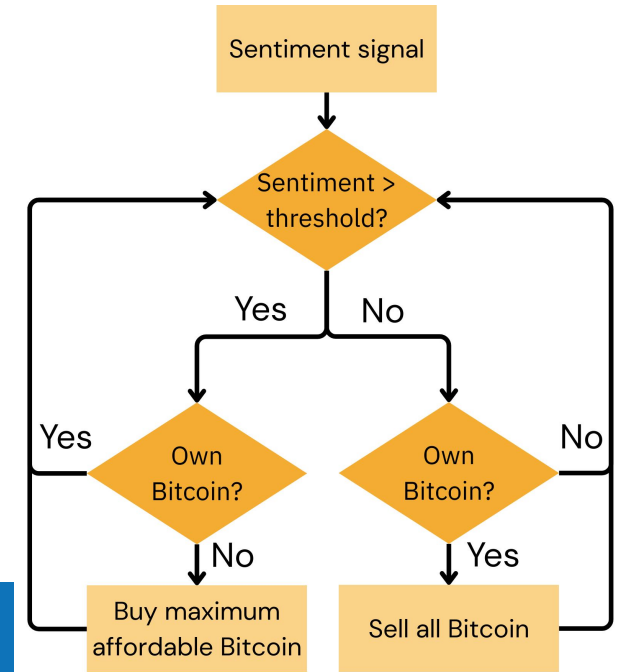 Sentiment signal
Sentiment >
threshold?
Yes
No
Yes
Own
Bitcoin?
Own
Bitcoin?
No
No
Yes
Buy maximum
affordable Bitcoin
Sell all Bitcoin